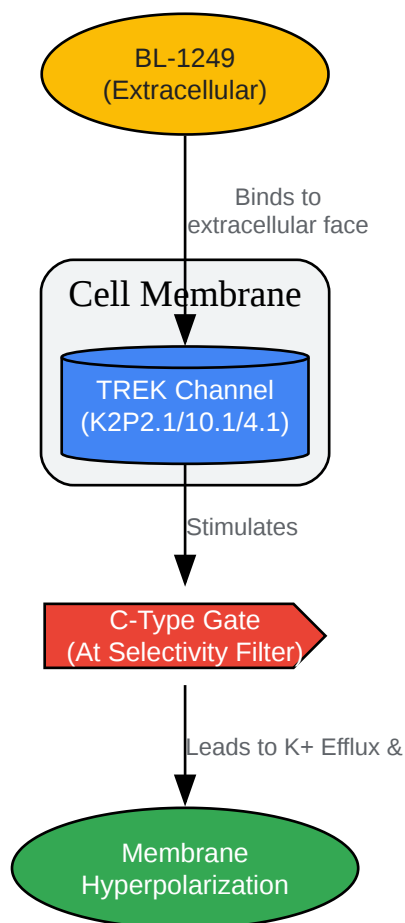 BL-1249
(Extracellular)
Binds to
extracellular face
Cell Membrane
TREK Channel
(K2P2.1/10.1/4.1)
Stimulates
C-Type Gate
(At Selectivity Filter)
Leads to K+ Efflux &
Membrane
Hyperpolarization